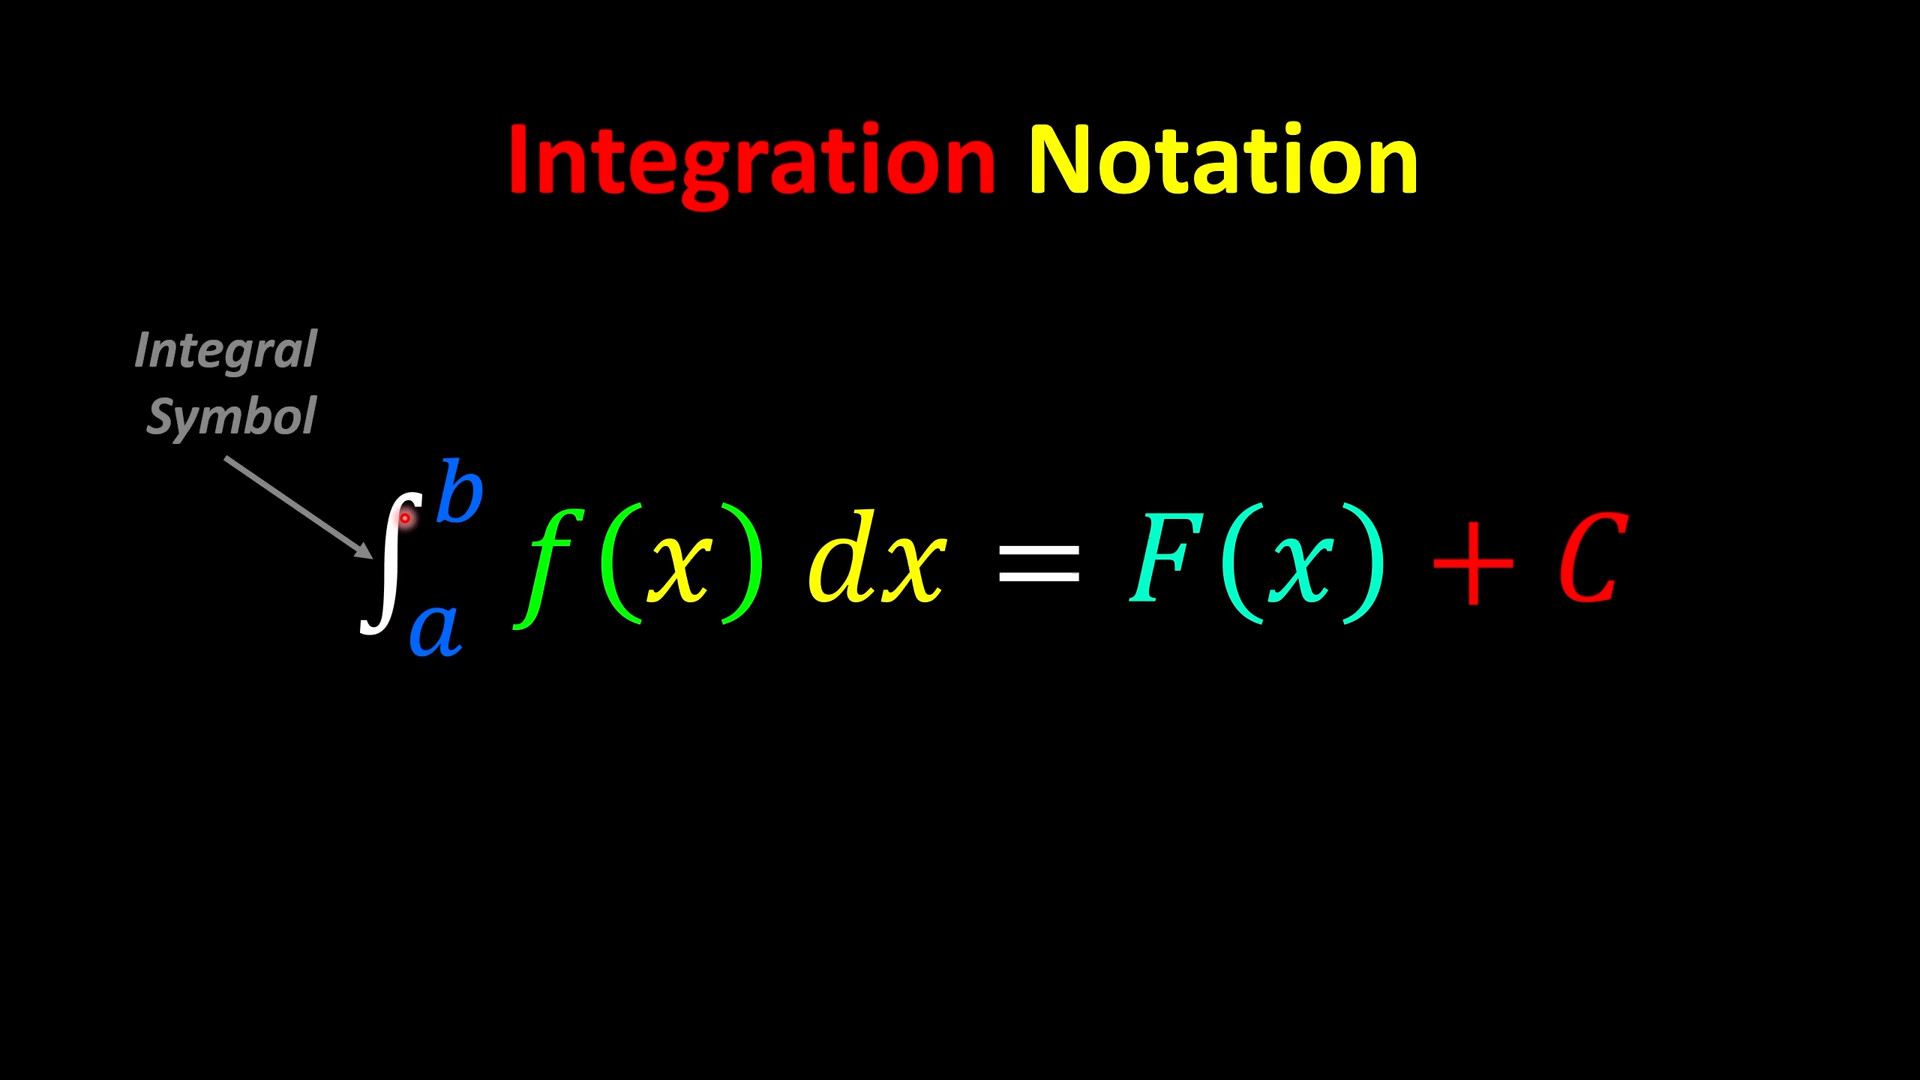 Integration Notation
Integral
Symbol
∫_a^b f(x) dx = F(x) + C